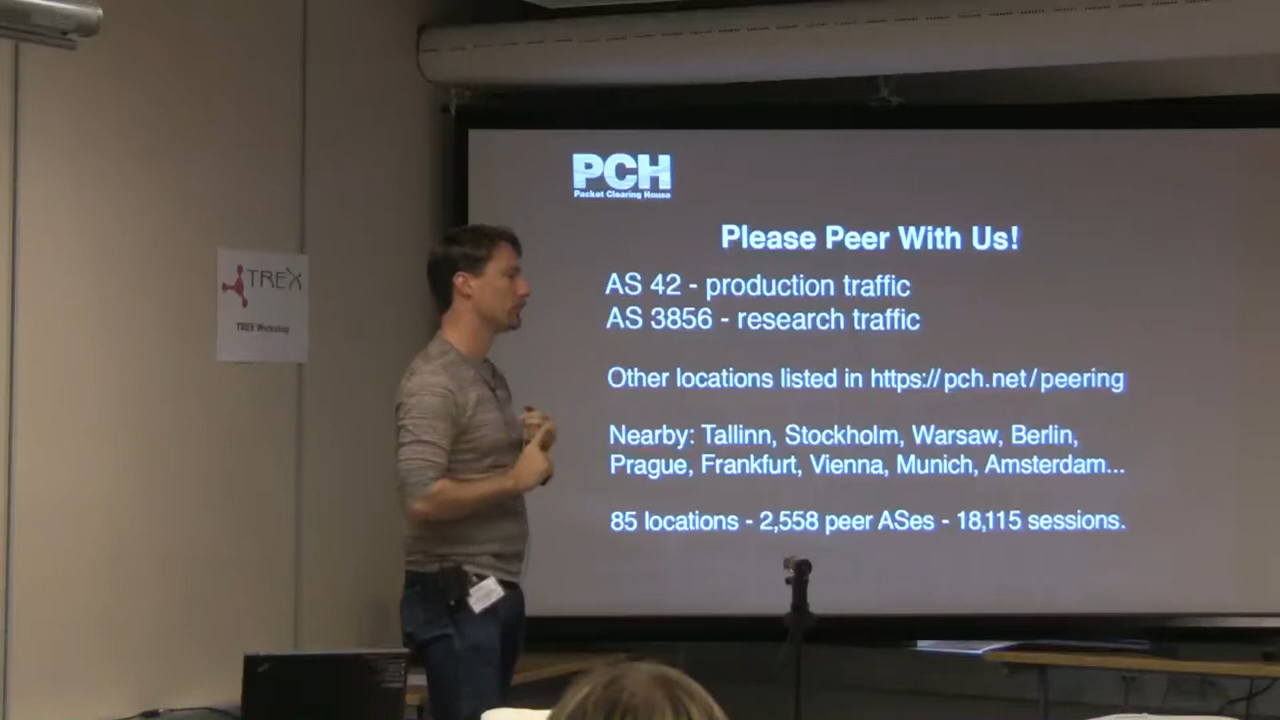 PCH
Packet Clearing House
Please Peer With Us!
AS 42 - production traffic
AS 3856 - research traffic
Other locations listed in https://pch.net/peering
Nearby: Tallinn, Stockholm, Warsaw, Berlin,
Prague, Frankfurt, Vienna, Munich, Amsterdam...
85 locations - 2,558 peer ASes - 18,115 sessions.
TREX
TREX Workshop